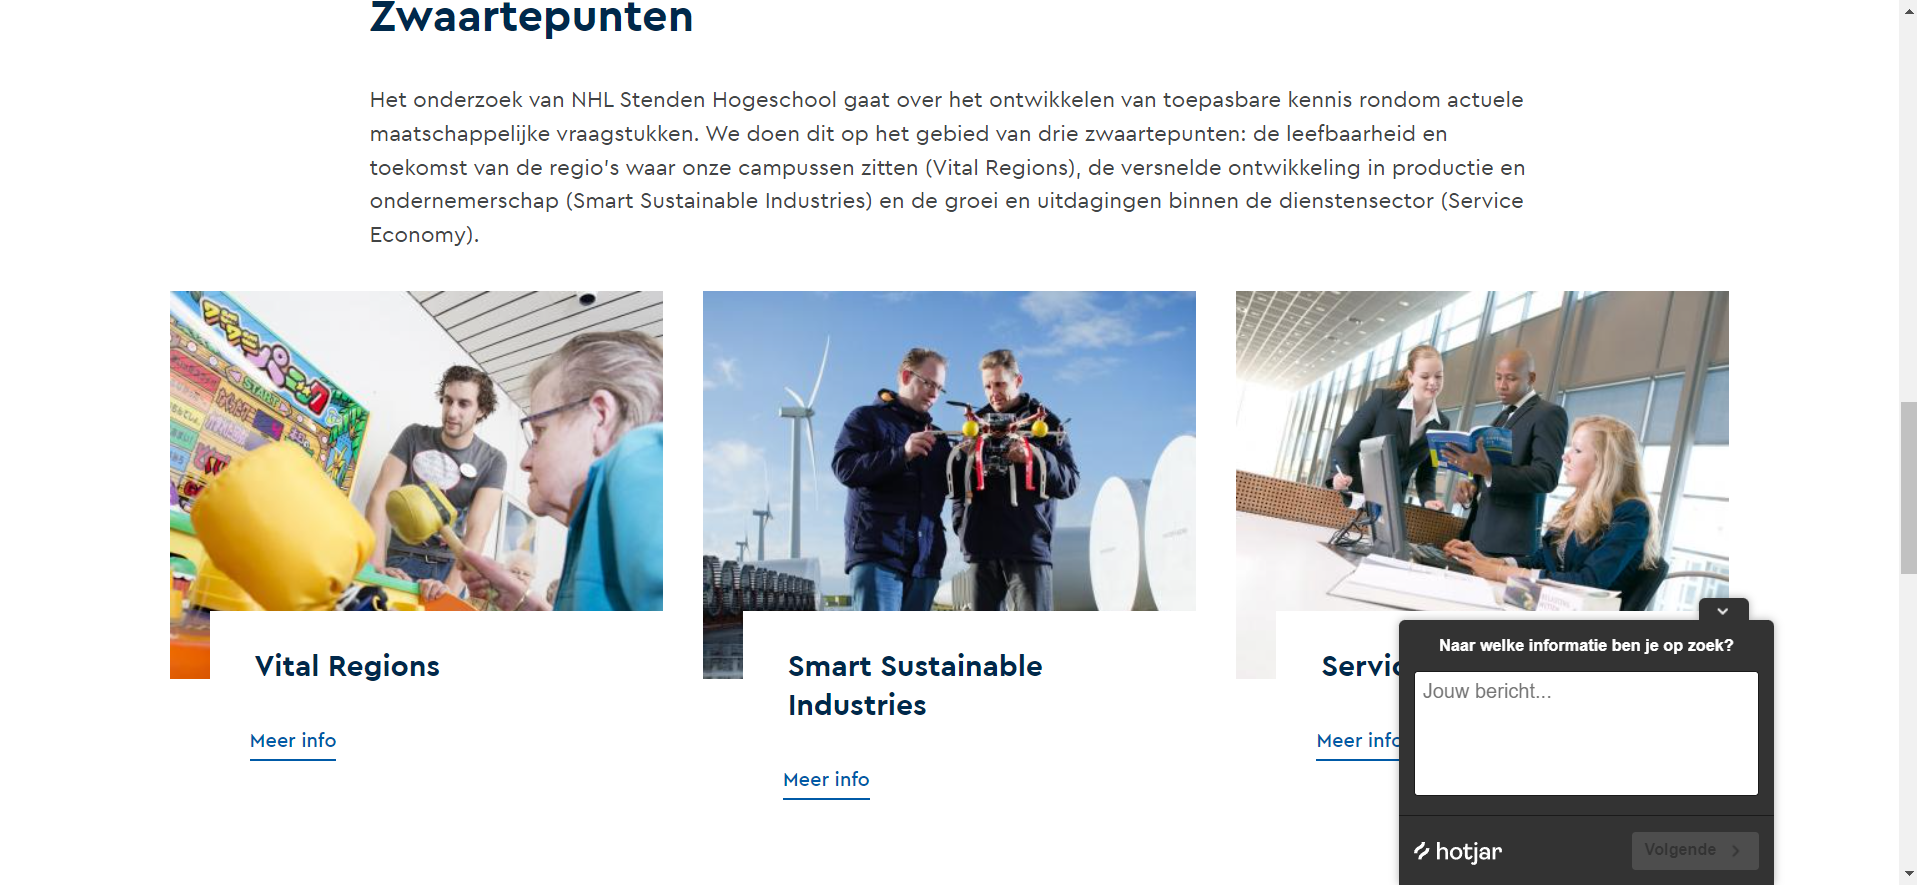 Zwaartepunten
Het onderzoek van NHL Stenden Hogeschool gaat over het ontwikkelen van toepasbare kennis rondom actuele
maatschappelijke vraagstukken. We doen dit op het gebied van drie zwaartepunten: de leefbaarheid en
toekomst van de regio's waar onze campussen zitten (Vital Regions), de versnelde ontwikkeling in productie en
ondernemerschap (Smart Sustainable Industries) en de groei en uitdagingen binnen de dienstensector (Service
Economy).
START!
Vital Regions
Meer info
Smart Sustainable
Industries
Meer info
Servic
Meer info
Naar welke informatie ben je op zoek?
Jouw bericht...
hotjar
Volgende